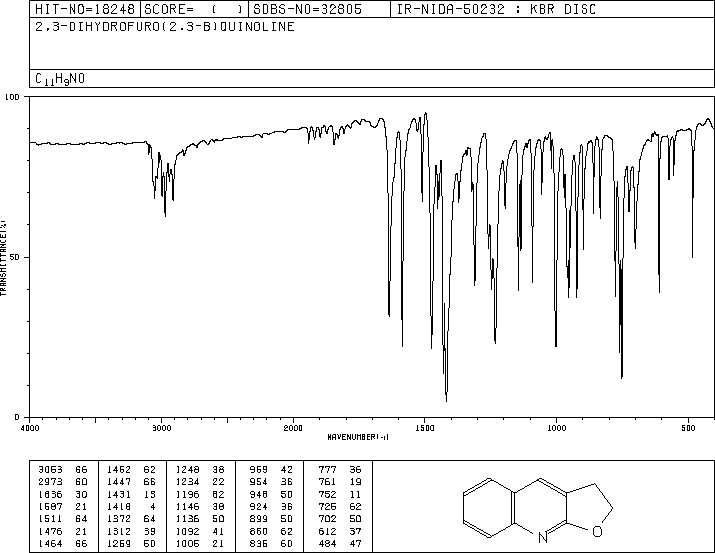 HIT-NO=18248 SCORE= ( ) SDBS-NO=32805 IR-NIDA-50232 : KBR DISC
2,3-DIHYDROFURO(2,3-B)QUINOLINE
C11H9NO
100
50
0
TRANSMITTANCE(%)
4000 3000 2000 1500 1000 500
WAVENUMBER(-1)
3053 66 1452 62 1248 38 969 42 777 36
2973 60 1447 66 1234 22 954 36 761 19
1636 30 1431 13 1196 62 948 50 752 11
1587 21 1418 4 1146 38 924 36 726 62
1511 64 1372 64 1136 50 899 50 702 50
1476 21 1312 39 1092 41 860 62 612 37
1464 66 1259 50 1005 21 836 60 484 47
N O